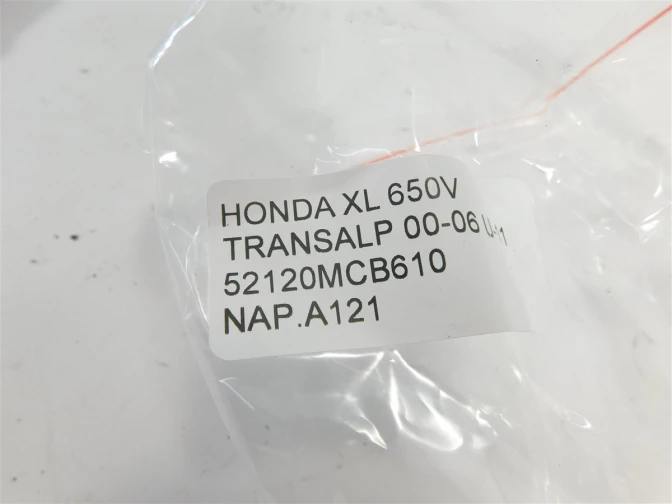 HONDA XL 650V
TRANSALP 00-06
52120MCB610
NAP.A121